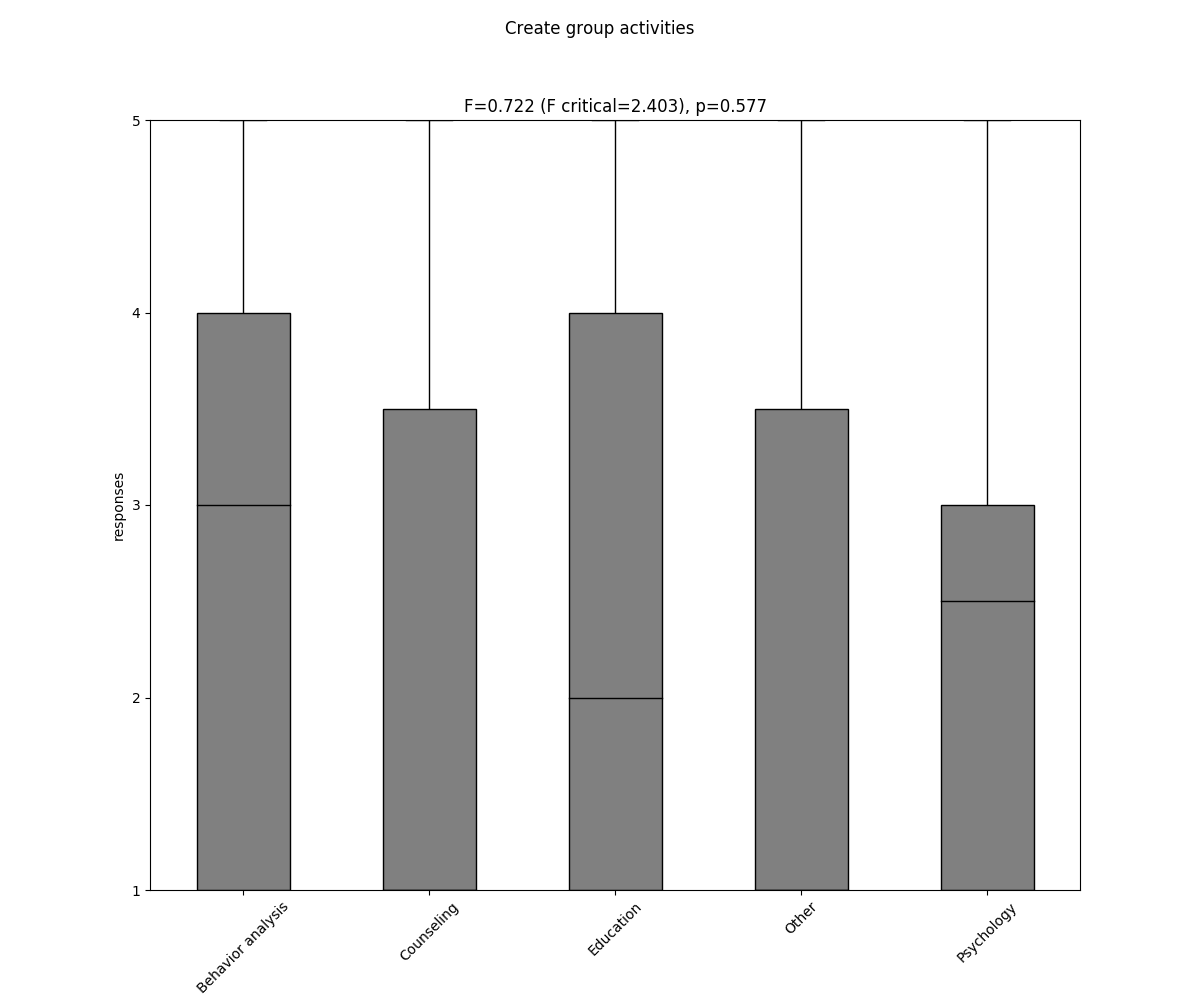 Create group activities
F=0.722 (F critical=2.403), p=0.577
5
4
3
2
1
responses
Behavior analysis
Counseling
Education
Other
Psychology